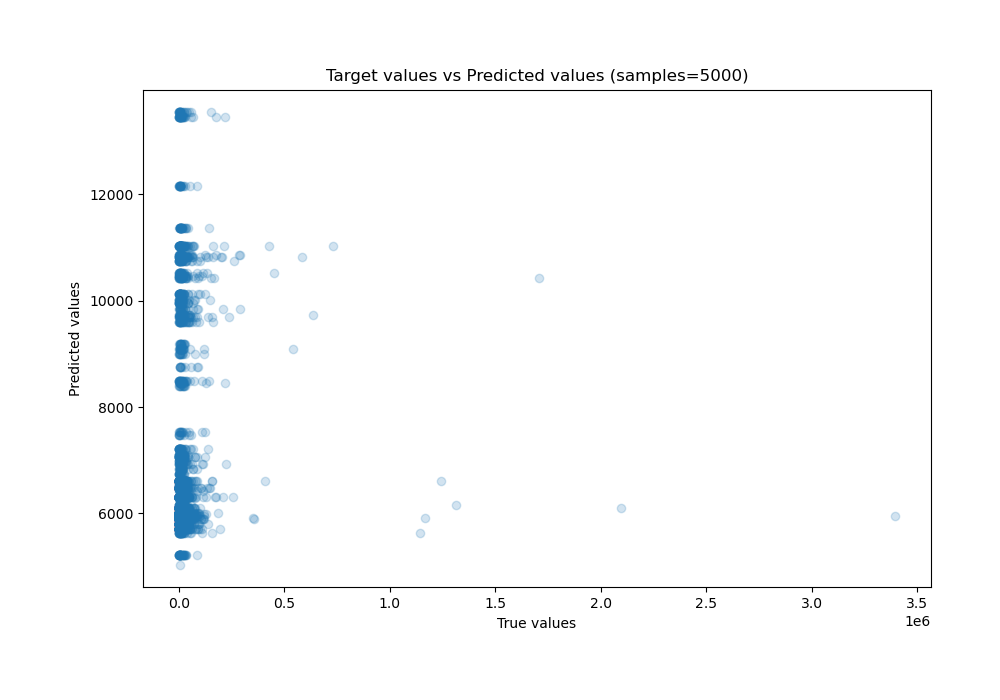 Target values vs Predicted values (samples=5000)
Predicted values
12000
10000
8000
6000
0.0 0.5 1.0 1.5 2.0 2.5 3.0 3.5
1e6
True values